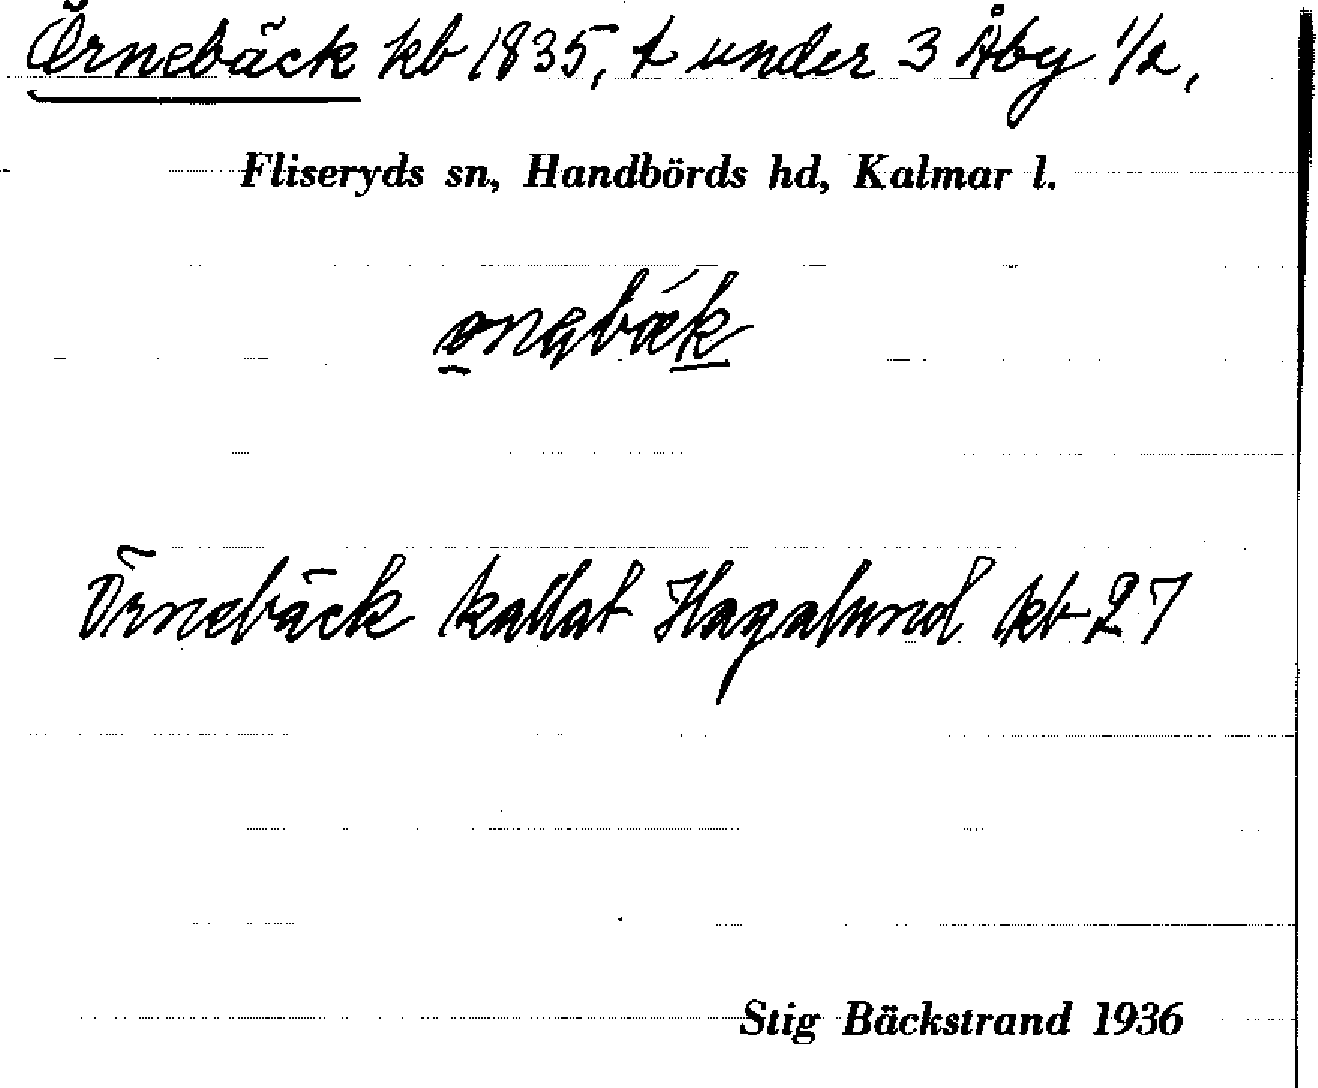 Örnebäck kb 1835, t under 3 Åby 1/2,
Fliseryds sn, Handbörds hd, Kalmar l.
Örnebäck kallat Hagalund kb 27
Stig Bäckstrand 1936